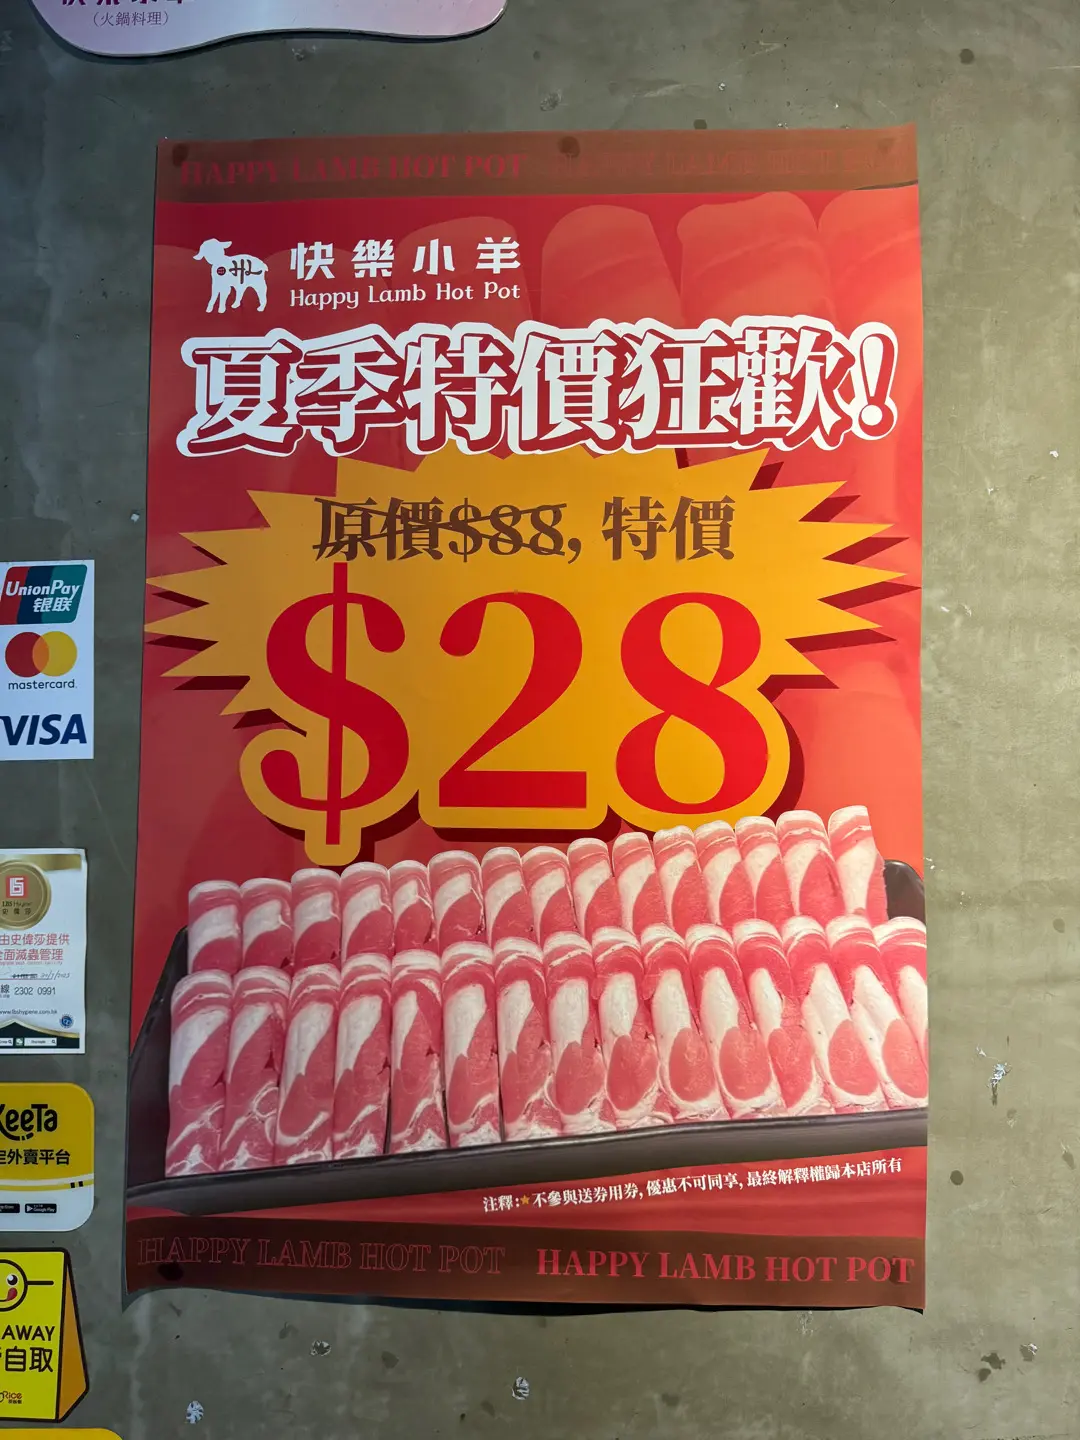 （火鍋料理）
HAPPY LAMB HOT POT
快樂小羊
Happy Lamb Hot Pot
夏季特價狂歡!
原價$88, 特價
$28
注釋:★不參與送券用券, 優惠不可同享, 最終解釋權歸本店所有
HAPPY LAMB HOT POT HAPPY LAMB HOT POT
UnionPay
银联
mastercard.
VISA
由史偉莎提供
全面滅蟲管理
2302 0991
KeeTa
外賣平台
AWAY
自取
Rice